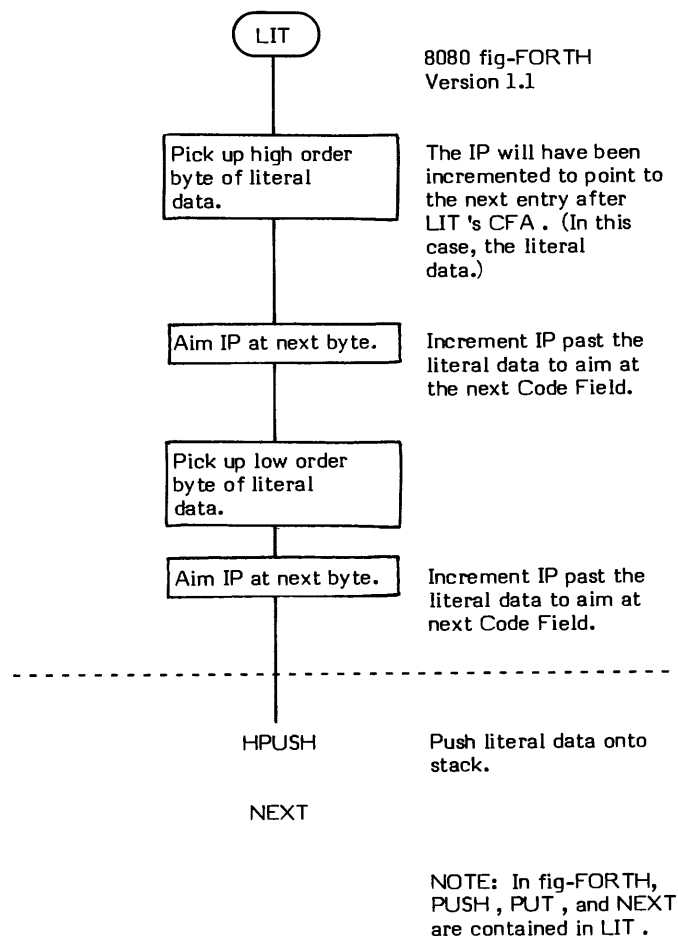 LIT
8080 fig-FORTH
Version 1.1
Pick up high order
byte of literal
data.
The IP will have been
incremented to point to
the next entry after
LIT 's CFA . (In this
case, the literal
data.)
Aim IP at next byte.
Increment IP past the
literal data to aim at
the next Code Field.
Pick up low order
byte of literal
data.
Aim IP at next byte.
Increment IP past the
literal data to aim at
next Code Field.
HPUSH
Push literal data onto
stack.
NEXT
NOTE: In fig-FORTH,
PUSH , PUT , and NEXT
are contained in LIT .